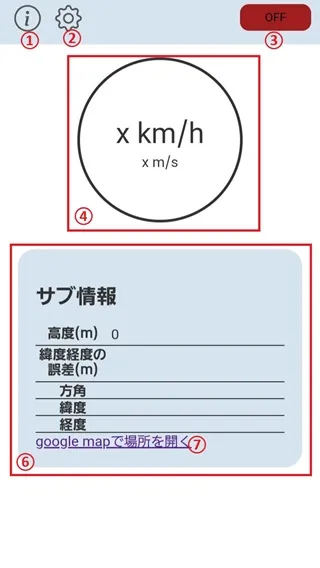 i
OFF
① ② ③
x km/h
x m/s
④
サブ情報
高度(m) 0
緯度経度の
誤差(m)
方角
緯度
経度
google mapで場所を開く⑦
⑥